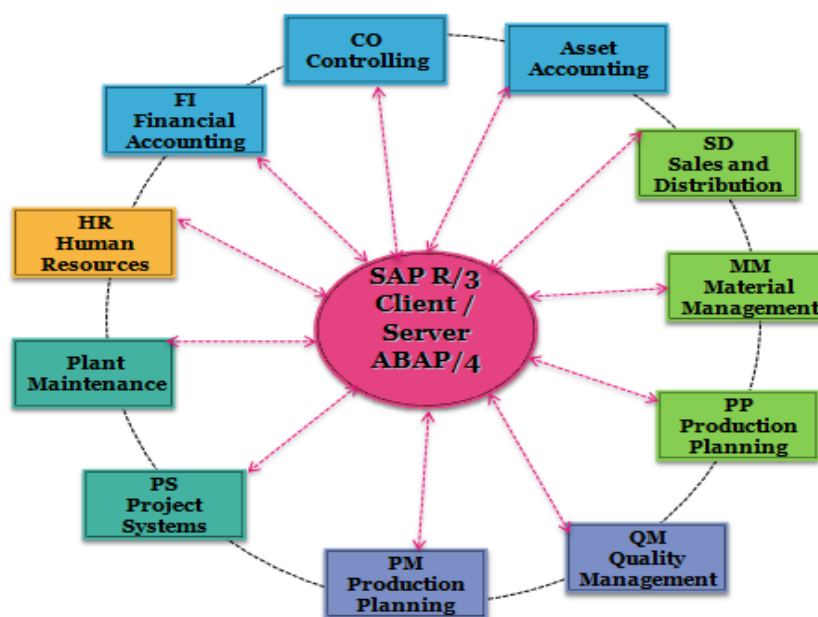 CO
Controlling
Asset
Accounting
FI
Financial
Accounting
SD
Sales and
Distribution
HR
Human
Resources
SAP R/3
Client /
Server
ABAP/4
MM
Material
Management
Plant
Maintenance
PP
Production
Planning
PS
Project
Systems
QM
Quality
Management
PM
Production
Planning